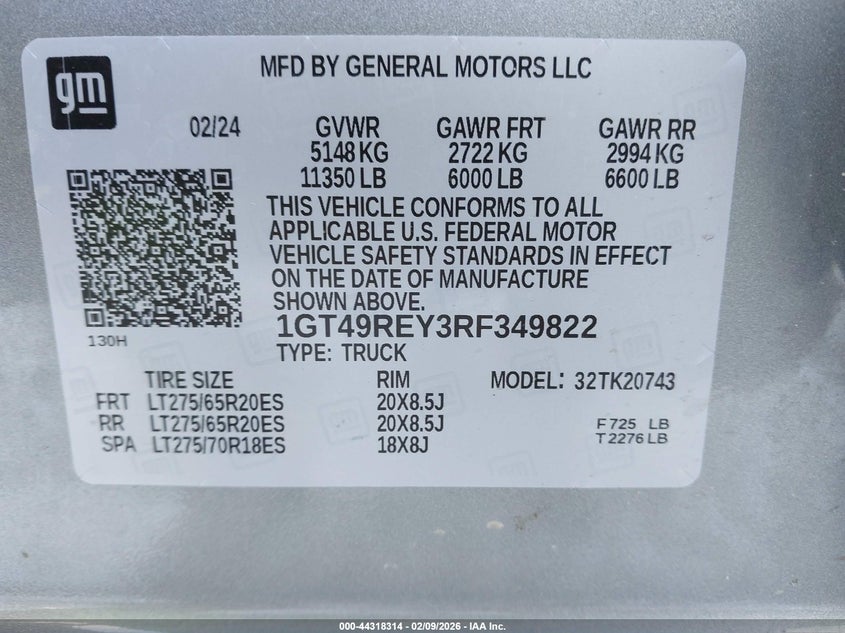 gm
MFD BY GENERAL MOTORS LLC
02/24 GVWR GAWR FRT GAWR RR
5148 KG 2722 KG 2994 KG
11350 LB 6000 LB 6600 LB
THIS VEHICLE CONFORMS TO ALL
APPLICABLE U.S. FEDERAL MOTOR
VEHICLE SAFETY STANDARDS IN EFFECT
ON THE DATE OF MANUFACTURE
SHOWN ABOVE.
130H
1GT49REY3RF349822
TYPE: TRUCK
TIRE SIZE RIM MODEL: 32TK20743
FRT LT275/65R20ES 20X8.5J
RR LT275/65R20ES 20X8.5J F 725 LB
SPA LT275/70R18ES 18X8J T 2276 LB
000-44318314 - 02/09/2026 - IAA Inc.